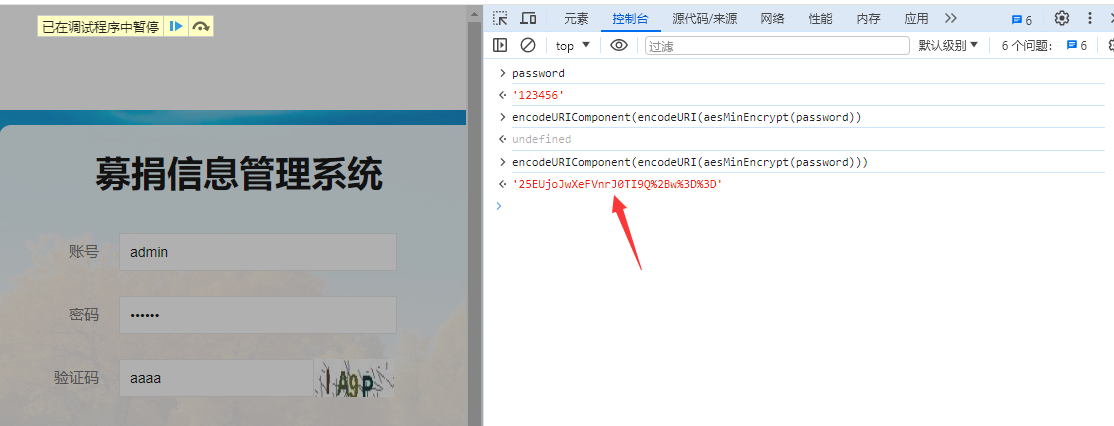 已在调试程序中暂停
元素 控制台 源代码/来源 网络 性能 内存 应用 6
top 过滤 默认级别 6 个问题: 6
password
'123456'
encodeURIComponent(encodeURI(aesMinEncrypt(password))
undefined
encodeURIComponent(encodeURI(aesMinEncrypt(password)))
'25EUjoJwXeFVnrJ0TI9Q%2Bw%3D%3D'
募捐信息管理系统
账号 admin
密码 ••••••
验证码 aaaa